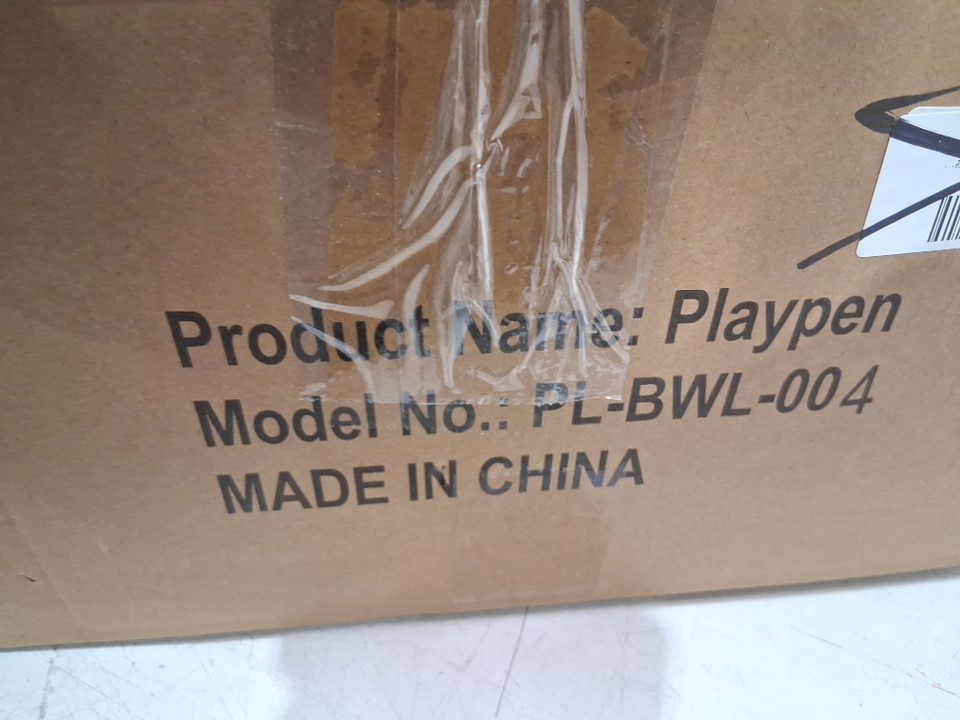 Product Name: Playpen
Model No.: PL-BWL-004
MADE IN CHINA